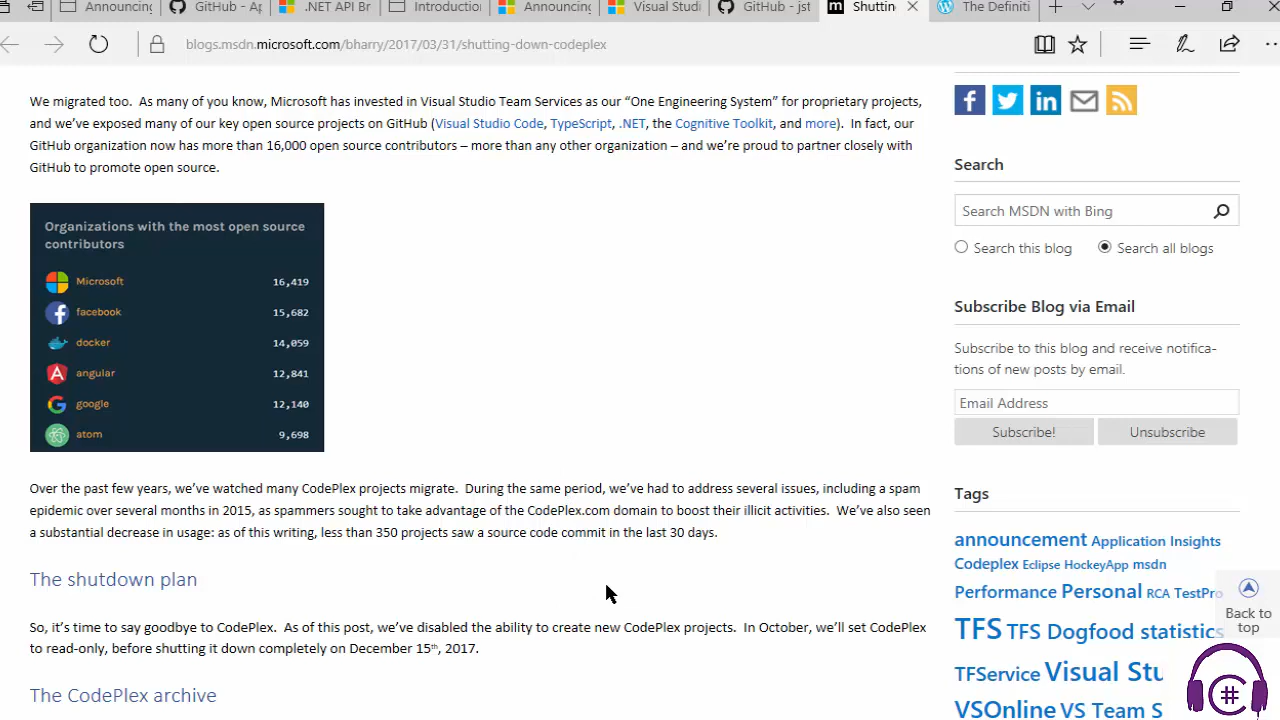 Announcing
GitHub - Ap
.NET API Br
Introduction
Announcing
Visual Studi
GitHub - jst
Shutting
The Definiti
blogs.msdn.microsoft.com/bharry/2017/03/31/shutting-down-codeplex
We migrated too. As many of you know, Microsoft has invested in Visual Studio Team Services as our “One Engineering System” for proprietary projects,
and we’ve exposed many of our key open source projects on GitHub (Visual Studio Code, TypeScript, .NET, the Cognitive Toolkit, and more). In fact, our
GitHub organization now has more than 16,000 open source contributors – more than any other organization – and we’re proud to partner closely with
GitHub to promote open source.
Organizations with the most open source
contributors
Microsoft 16,419
facebook 15,682
docker 14,059
angular 12,841
google 12,140
atom 9,698
Over the past few years, we’ve watched many CodePlex projects migrate. During the same period, we’ve had to address several issues, including a spam
epidemic over several months in 2015, as spammers sought to take advantage of the CodePlex.com domain to boost their illicit activities. We’ve also seen
a substantial decrease in usage: as of this writing, less than 350 projects saw a source code commit in the last 30 days.
The shutdown plan
So, it’s time to say goodbye to CodePlex. As of this post, we’ve disabled the ability to create new CodePlex projects. In October, we’ll set CodePlex
to read-only, before shutting it down completely on December 15th, 2017.
The CodePlex archive
Search
Search MSDN with Bing
Search this blog
Search all blogs
Subscribe Blog via Email
Subscribe to this blog and receive notifica-
tions of new posts by email.
Email Address
Subscribe!
Unsubscribe
Tags
announcement Application Insights
Codeplex Eclipse HockeyApp msdn
Performance Personal RCA TestPro
TFS TFS Dogfood statistics
TFService Visual Stu
VSOnline VS Team S
Back to
top